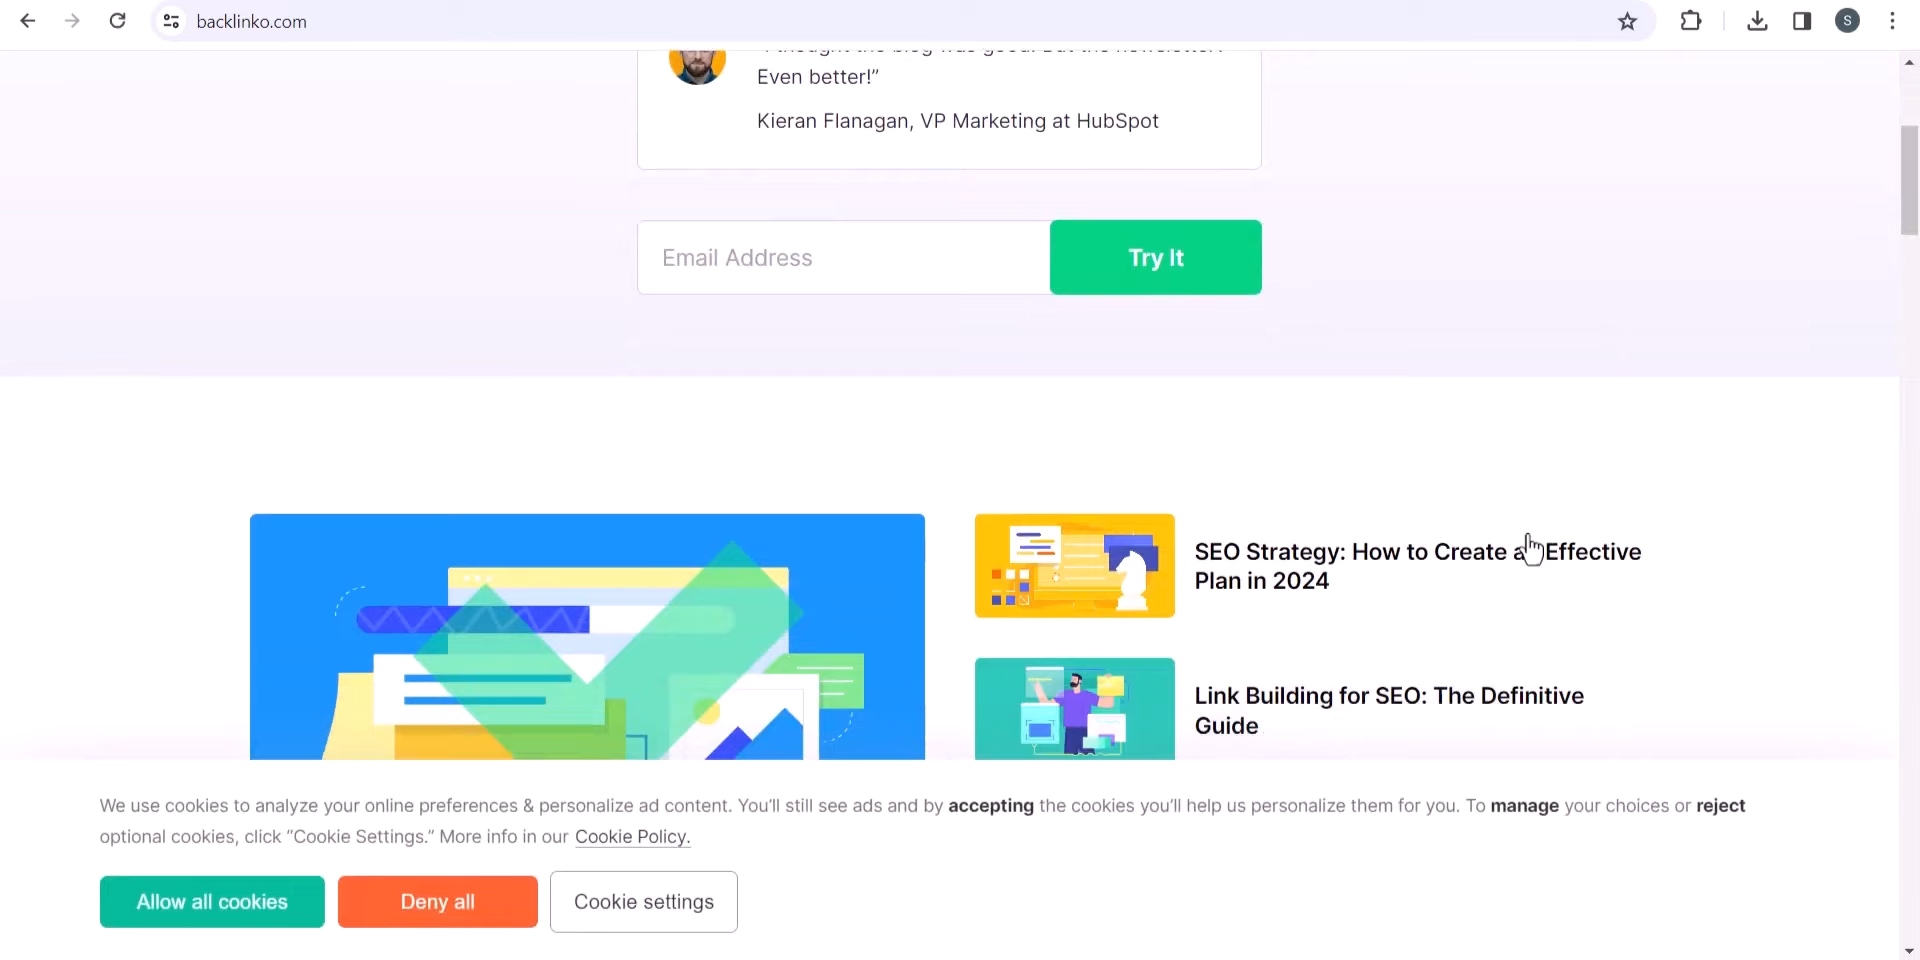 backlinko.com
S
Even better!”
Kieran Flanagan, VP Marketing at HubSpot
Email Address
Try It
SEO Strategy: How to Create a Effective
Plan in 2024
Link Building for SEO: The Definitive
Guide
We use cookies to analyze your online preferences & personalize ad content. You’ll still see ads and by accepting the cookies you’ll help us personalize them for you. To manage your choices or reject
optional cookies, click “Cookie Settings.” More info in our Cookie Policy.
Allow all cookies
Deny all
Cookie settings